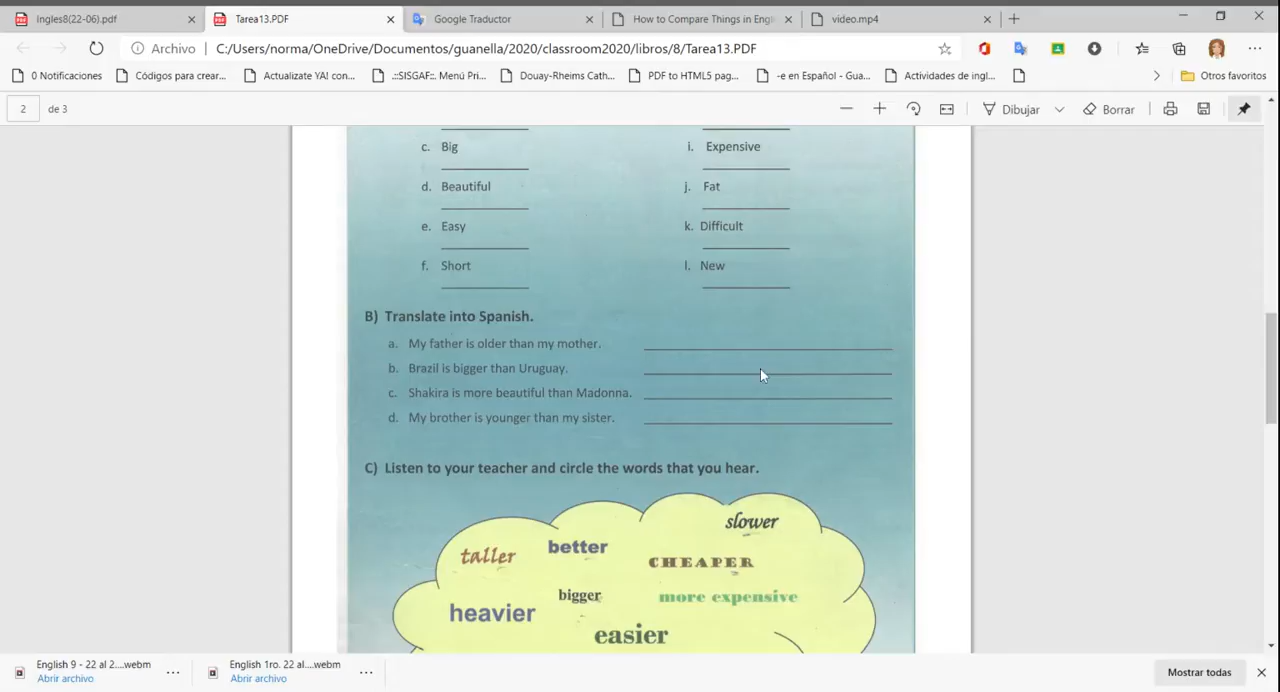 Ingles8(22-06).pdf
Tarea13.PDF
Google Traductor
How to Compare Things in Engl
video.mp4
Archivo
C:/Users/norma/OneDrive/Documentos/guanella/2020/classroom2020/libros/8/Tarea13.PDF
0 Notificaciones
Códigos para crear...
Actualizate YA! con...
.::SISGAF::. Menú Pri...
Douay-Rheims Cath...
PDF to HTML5 pag...
-e en Español - Gua...
Actividades de ingl...
Otros favoritos
2 de 3
Dibujar
Borrar
c. Big
i. Expensive
d. Beautiful
j. Fat
e. Easy
k. Difficult
f. Short
l. New
B) Translate into Spanish.
a. My father is older than my mother.
b. Brazil is bigger than Uruguay.
c. Shakira is more beautiful than Madonna.
d. My brother is younger than my sister.
C) Listen to your teacher and circle the words that you hear.
slower
taller
better
CHEAPER
bigger
more expensive
heavier
easier
English 9 - 22 al 2....webm
Abrir archivo
English 1ro. 22 al....webm
Abrir archivo
Mostrar todas